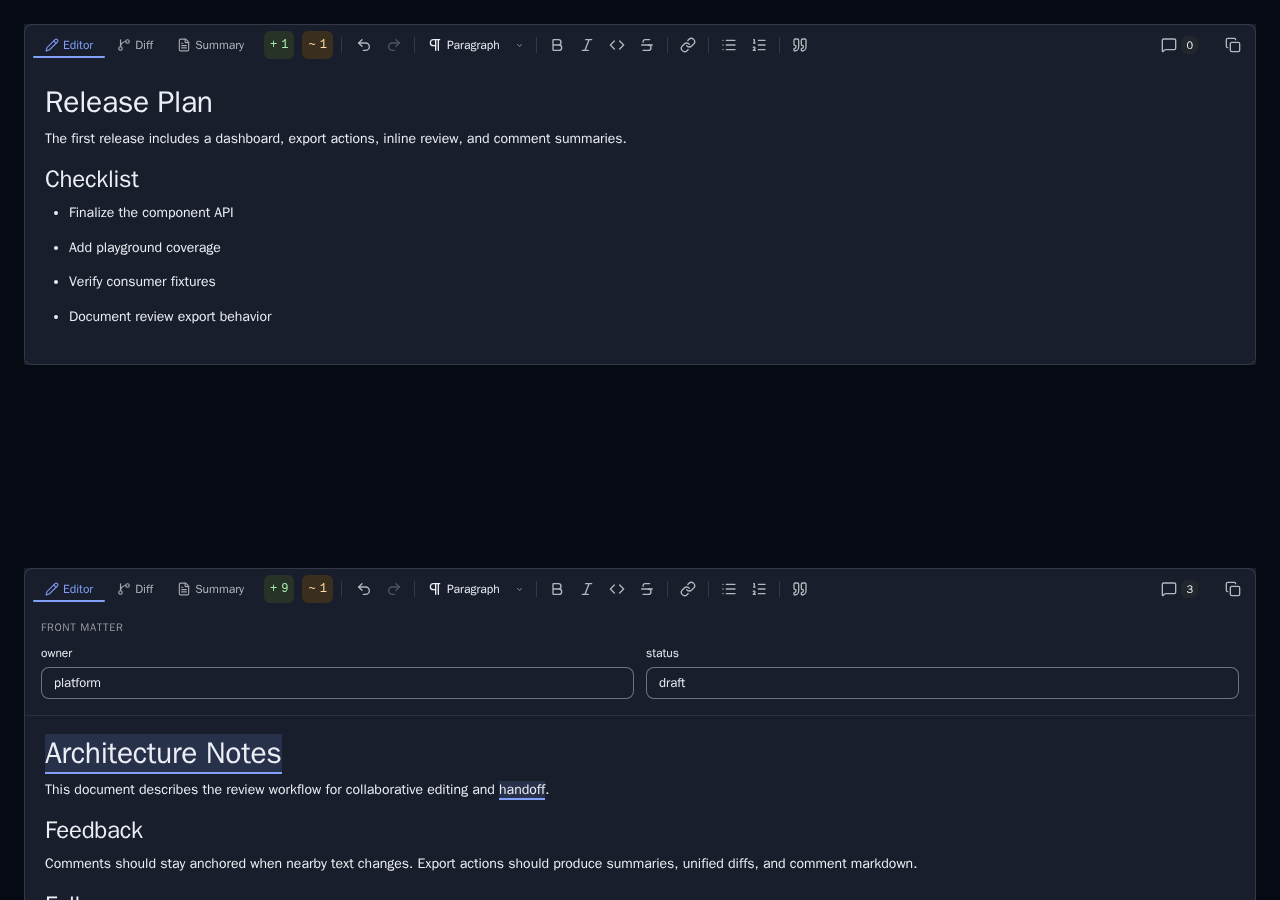 Editor Diff Summary + 1 ~ 1 Paragraph 0
Release Plan
The first release includes a dashboard, export actions, inline review, and comment summaries.
Checklist
• Finalize the component API
• Add playground coverage
• Verify consumer fixtures
• Document review export behavior
Editor Diff Summary + 9 ~ 1 Paragraph 3
FRONT MATTER
owner status
platform draft
Architecture Notes
This document describes the review workflow for collaborative editing and handoff.
Feedback
Comments should stay anchored when nearby text changes. Export actions should produce summaries, unified diffs, and comment markdown.